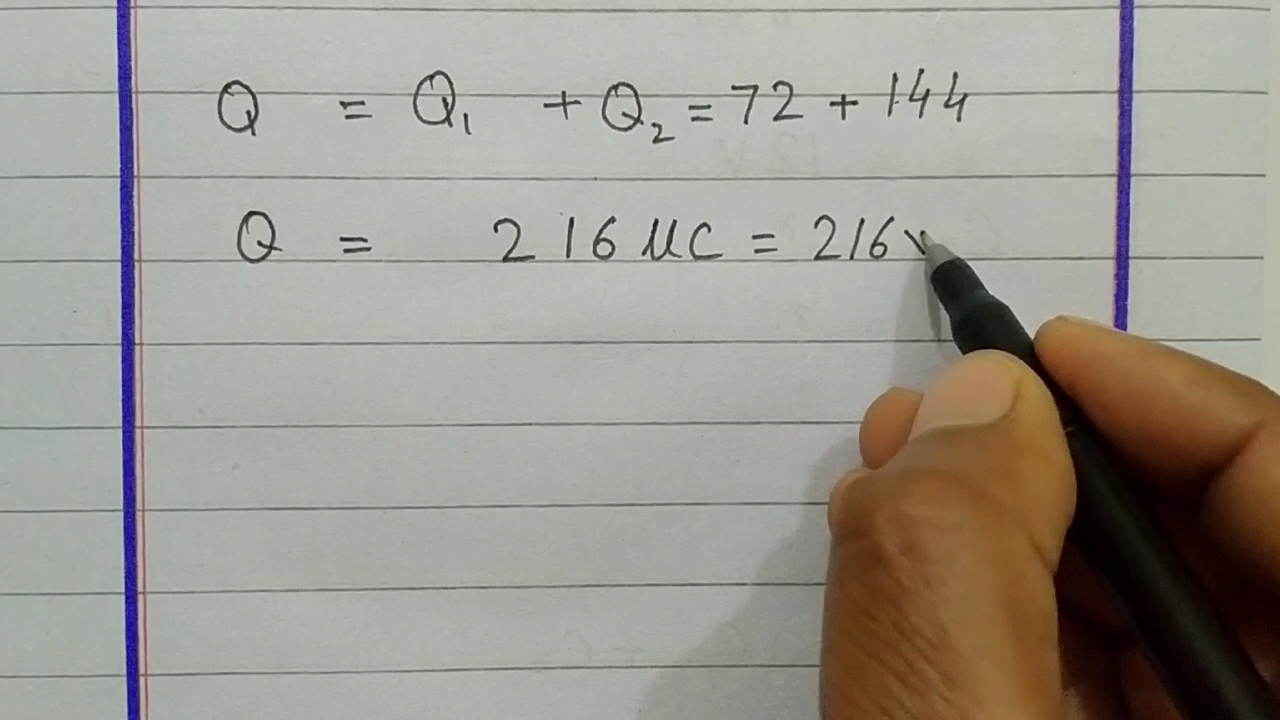 Q = Q₁ + Q₂ = 72 + 144
Q = 216 μC = 216